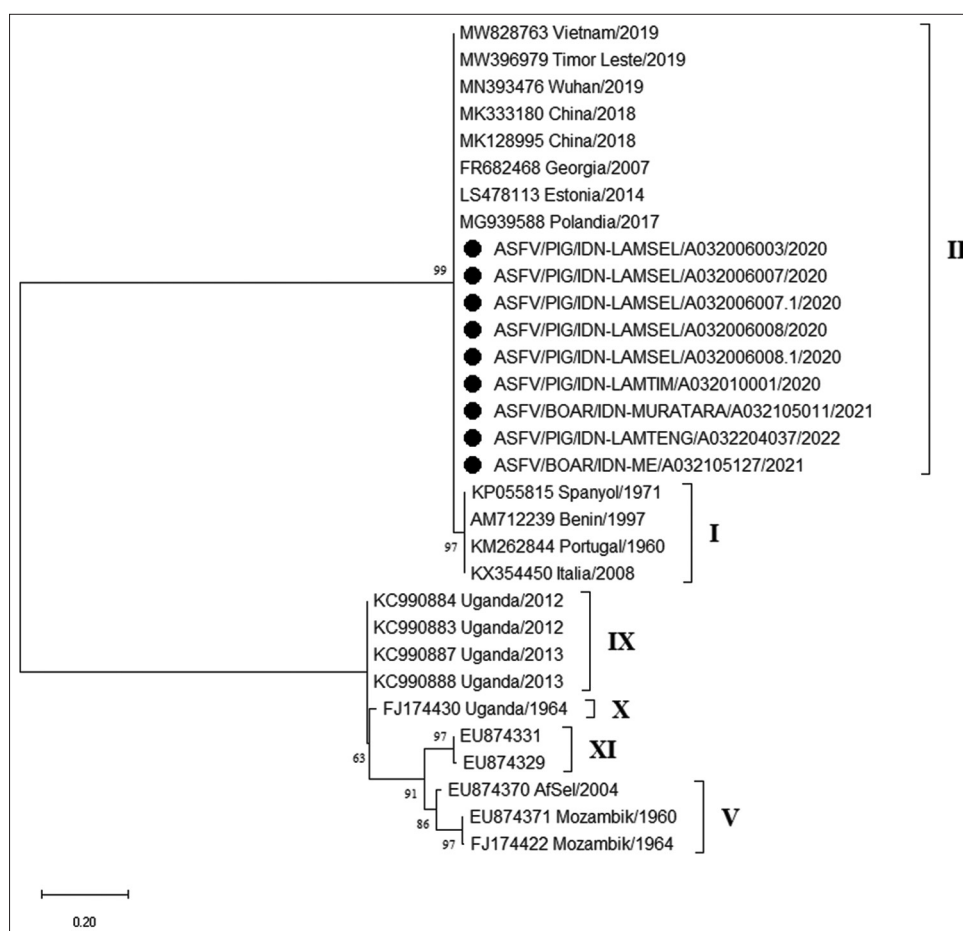 MW828763 Vietnam/2019
MW396979 Timor Leste/2019
MN393476 Wuhan/2019
MK333180 China/2018
MK128995 China/2018
FR682468 Georgia/2007
LS478113 Estonia/2014
MG939588 Polandia/2017
ASFV/PIG/IDN-LAMSEL/A032006003/2020
II
99
ASFV/PIG/IDN-LAMSEL/A032006007/2020
ASFV/PIG/IDN-LAMSEL/A032006007.1/2020
ASFV/PIG/IDN-LAMSEL/A032006008/2020
ASFV/PIG/IDN-LAMSEL/A032006008.1/2020
ASFV/PIG/IDN-LAMTIM/A032010001/2020
ASFV/BOAR/IDN-MURATARA/A032105011/2021
ASFV/PIG/IDN-LAMTENG/A032204037/2022
ASFV/BOAR/IDN-ME/A032105127/2021
KP055815 Spanyol/1971
AM712239 Benin/1997
I
97
KM262844 Portugal/1960
KX354450 Italia/2008
KC990884 Uganda/2012
KC990883 Uganda/2012
IX
KC990887 Uganda/2013
KC990888 Uganda/2013
FJ174430 Uganda/1964
X
97
EU874331
XI
63
EU874329
91
EU874370 AfSel/2004
86
EU874371 Mozambik/1960
V
97
FJ174422 Mozambik/1964
0.20